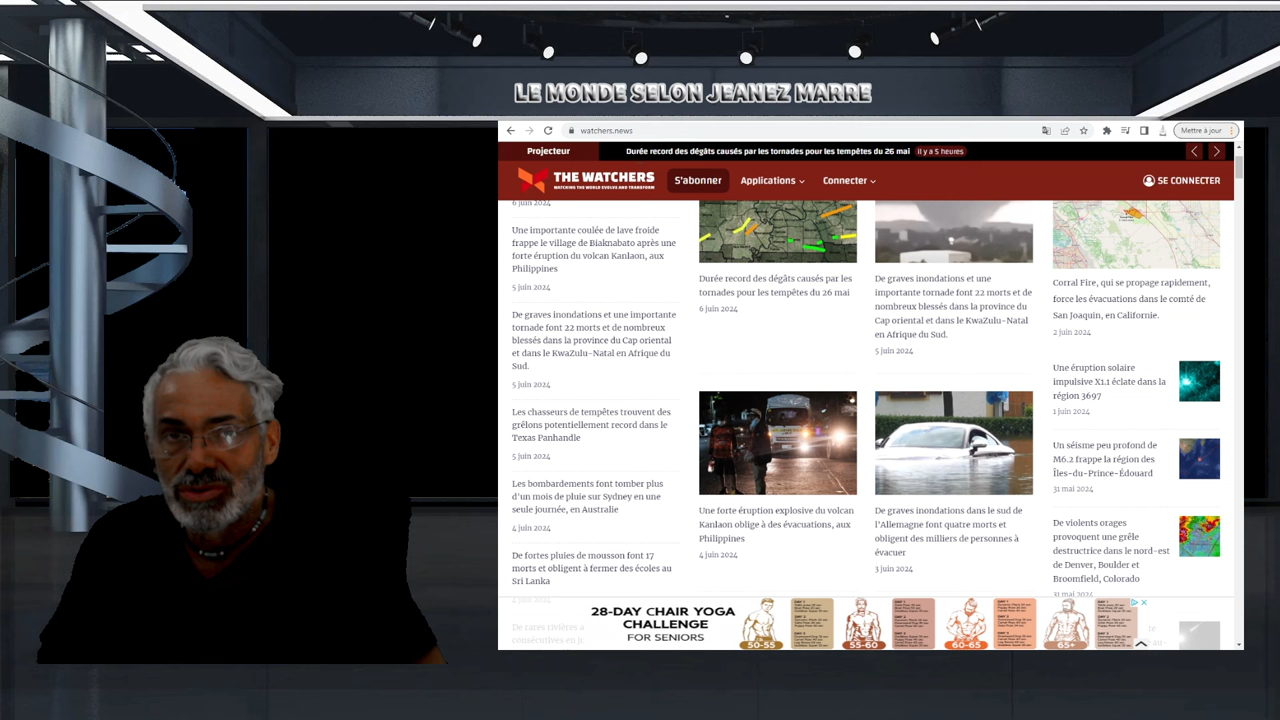 LE MONDE SELON JEANEZ MARRE
watchers.news
Mettre à jour
Projecteur
Durée record des dégâts causés par les tornades pour les tempêtes du 26 mai
il y a 5 heures
THE WATCHERS
WATCHING THE WORLD EVOLVE AND TRANSFORM
S'abonner
Applications
Connecter
SE CONNECTER
6 juin 2024
Une importante coulée de lave froide
frappe le village de Biaknabato après une
forte éruption du volcan Kanlaon, aux
Philippines
5 juin 2024
De graves inondations et une importante
tornade font 22 morts et de nombreux
blessés dans la province du Cap oriental
et dans le KwaZulu-Natal en Afrique du
Sud.
5 juin 2024
Les chasseurs de tempêtes trouvent des
grêlons potentiellement record dans le
Texas Panhandle
5 juin 2024
Les bombardements font tomber plus
d'un mois de pluie sur Sydney en une
seule journée, en Australie
4 juin 2024
De fortes pluies de mousson font 17
morts et obligent à fermer des écoles au
Sri Lanka
4 juin 2024
De rares rivières a
consécutives en
Durée record des dégâts causés par les
tornades pour les tempêtes du 26 mai
6 juin 2024
De graves inondations et une
importante tornade font 22 morts et de
nombreux blessés dans la province du
Cap oriental et dans le KwaZulu-Natal
en Afrique du Sud.
5 juin 2024
Une forte éruption explosive du volcan
Kanlaon oblige à des évacuations, aux
Philippines
4 juin 2024
De graves inondations dans le sud de
l'Allemagne font quatre morts et
obligent des milliers de personnes à
évacuer
3 juin 2024
Corral Fire, qui se propage rapidement,
force les évacuations dans le comté de
San Joaquin, en Californie.
2 juin 2024
Une éruption solaire
impulsive X1.1 éclate dans la
région 3697
1 juin 2024
Un séisme peu profond de
M6.2 frappe la région des
Îles-du-Prince-Édouard
31 mai 2024
De violents orages
provoquent une grêle
destructrice dans le nord-est
de Denver, Boulder et
Broomfield, Colorado
31 mai 2024
28-DAY CHAIR YOGA
CHALLENGE
FOR SENIORS
50-55
55-60
60-65
65+